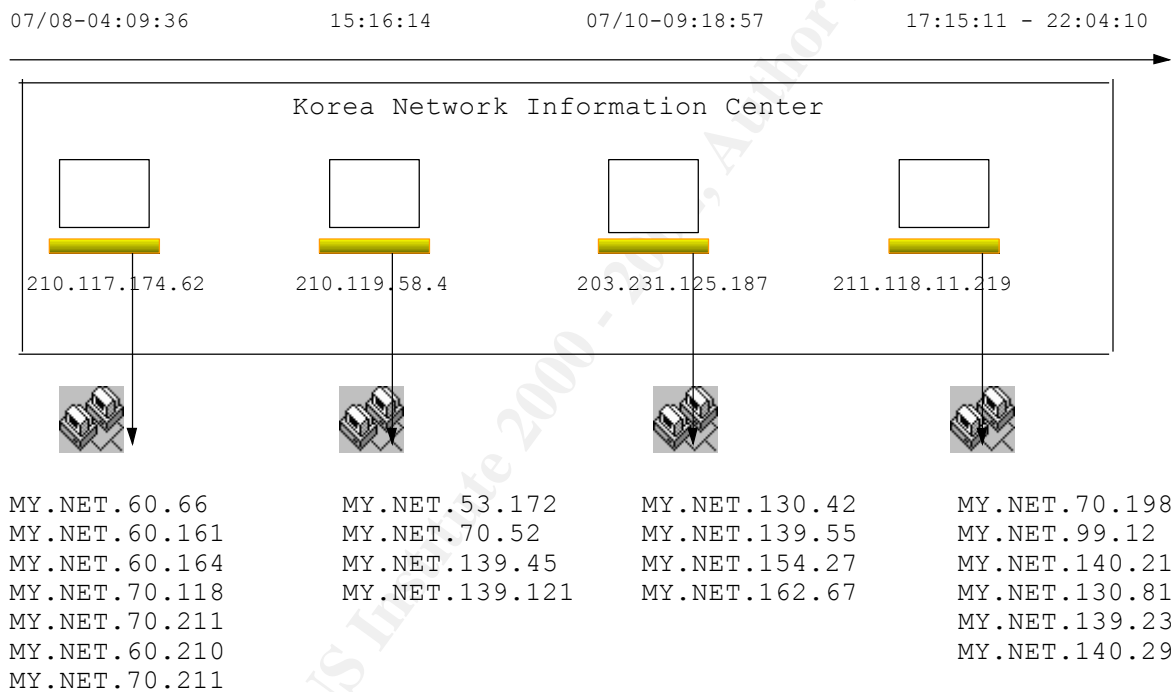 07/08-04:09:36 15:16:14 07/10-09:18:57 17:15:11 - 22:04:10
Korea Network Information Center
210.117.174.62 210.119.58.4 203.231.125.187 211.118.11.219
MY.NET.60.66 MY.NET.53.172 MY.NET.130.42 MY.NET.70.198
MY.NET.60.161 MY.NET.70.52 MY.NET.139.55 MY.NET.99.12
MY.NET.60.164 MY.NET.139.45 MY.NET.154.27 MY.NET.140.21
MY.NET.70.118 MY.NET.139.121 MY.NET.162.67 MY.NET.130.81
MY.NET.70.211 MY.NET.139.23
MY.NET.60.210 MY.NET.140.29
MY.NET.70.211
NS Institute 2000 - 200 , Author